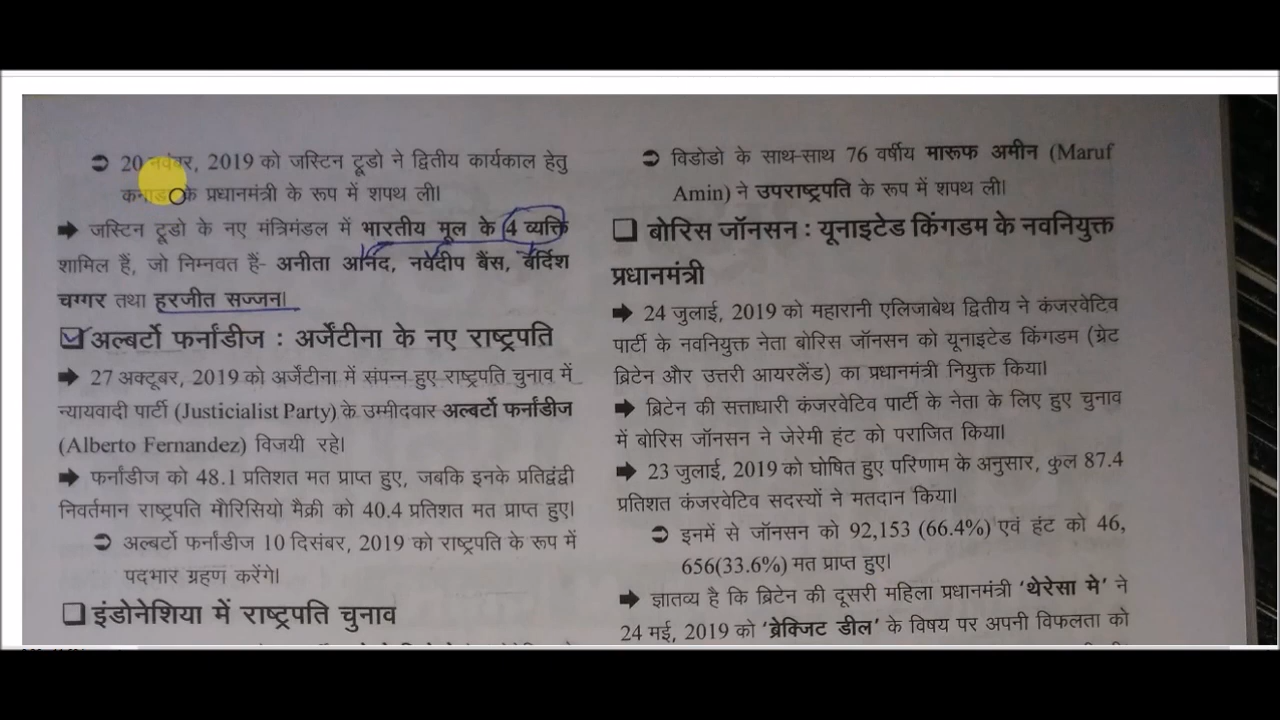 ⊃ 20 नवंबर, 2019 को जस्टिन ट्रूडो ने द्वितीय कार्यकाल हेतु
कनाडा के प्रधानमंत्री के रूप में शपथ ली।
➡ जस्टिन ट्रूडो के नए मंत्रिमंडल में भारतीय मूल के 4 व्यक्ति
शामिल हैं, जो निम्नवत हैं- अनीता आनंद, नवदीप बैंस, बर्दिश
चग्गर तथा हरजीत सज्जन।
❑ अल्बर्टो फर्नांडीज : अर्जेंटीना के नए राष्ट्रपति
➡ 27 अक्टूबर, 2019 को अर्जेंटीना में संपन्न हुए राष्ट्रपति चुनाव में
न्यायवादी पार्टी (Justicialist Party) के उम्मीदवार अल्बर्टो फर्नांडीज
(Alberto Fernandez) विजयी रहे।
➡ फर्नांडीज को 48.1 प्रतिशत मत प्राप्त हुए, जबकि इनके प्रतिद्वंद्वी
निवर्तमान राष्ट्रपति मौरिसियो मैक्री को 40.4 प्रतिशत मत प्राप्त हुए।
⊃ अल्बर्टो फर्नांडीज 10 दिसंबर, 2019 को राष्ट्रपति के रूप में
पदभार ग्रहण करेंगे।
❑ इंडोनेशिया में राष्ट्रपति चुनाव
⊃ विडोडो के साथ-साथ 76 वर्षीय मारूफ अमीन (Maruf
Amin) ने उपराष्ट्रपति के रूप में शपथ ली।
❑ बोरिस जॉनसन : यूनाइटेड किंगडम के नवनियुक्त
प्रधानमंत्री
➡ 24 जुलाई, 2019 को महारानी एलिजाबेथ द्वितीय ने कंजरवेटिव
पार्टी के नवनियुक्त नेता बोरिस जॉनसन को यूनाइटेड किंगडम (ग्रेट
ब्रिटेन और उत्तरी आयरलैंड) का प्रधानमंत्री नियुक्त किया।
➡ ब्रिटेन की सत्ताधारी कंजरवेटिव पार्टी के नेता के लिए हुए चुनाव
में बोरिस जॉनसन ने जेरेमी हंट को पराजित किया।
➡ 23 जुलाई, 2019 को घोषित हुए परिणाम के अनुसार, कुल 87.4
प्रतिशत कंजरवेटिव सदस्यों ने मतदान किया।
⊃ इनमें से जॉनसन को 92,153 (66.4%) एवं हंट को 46,
656(33.6%) मत प्राप्त हुए।
➡ ज्ञातव्य है कि ब्रिटेन की दूसरी महिला प्रधानमंत्री ‘थेरेसा मे’ ने
24 मई, 2019 को ‘ब्रेक्जिट डील’ के विषय पर अपनी विफलता को